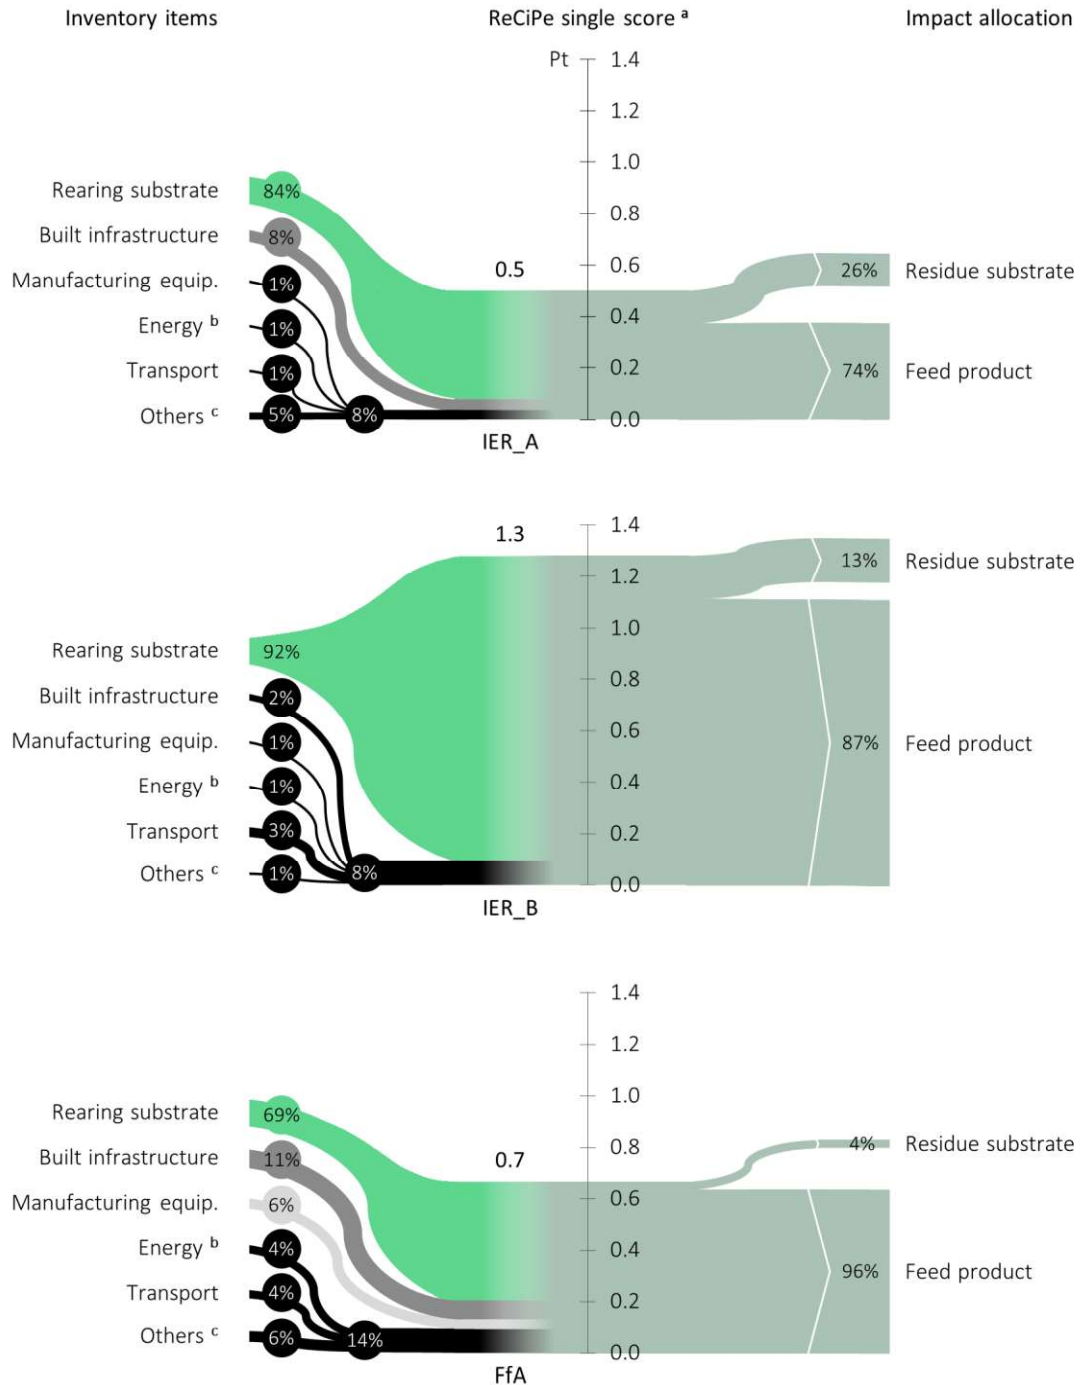 Inventory items ReCiPe single score a Impact allocation
Pt 1.4
1.2
1.0
Rearing substrate 84%
0.8
Built infrastructure 8%
0.5 0.6 26% Residue substrate
Manufacturing equip. 1%
0.4
Energy b 1%
Transport 1% 0.2 74% Feed product
Others c 5% 8% 0.0
IER_A
1.4
1.3
13% Residue substrate
1.2
1.0
Rearing substrate 92%
0.8
Built infrastructure 2%
0.6
Manufacturing equip. 1% 87% Feed product
0.4
Energy b 1%
Transport 3% 0.2
Others c 1% 8% 0.0
IER_B
1.4
1.2
1.0
Rearing substrate 69%
0.8 4% Residue substrate
Built infrastructure 11% 0.7
Manufacturing equip. 6% 0.6
Energy b 4% 0.4
96% Feed product
Transport 4% 0.2
Others c 6% 14% 0.0
FfA